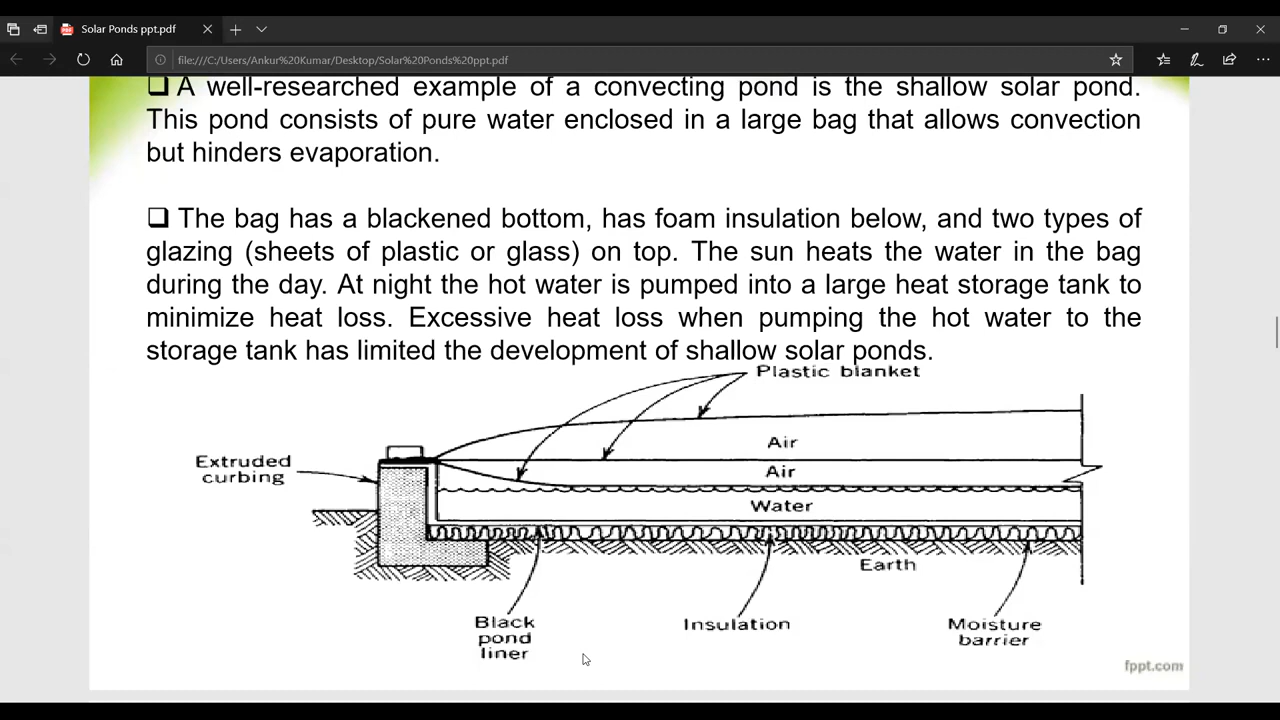 Solar Ponds ppt.pdf
file:///C:/Users/Ankur%20Kumar/Desktop/Solar%20Ponds%20ppt.pdf
❑ A well-researched example of a convecting pond is the shallow solar pond.
This pond consists of pure water enclosed in a large bag that allows convection
but hinders evaporation.
❑ The bag has a blackened bottom, has foam insulation below, and two types of
glazing (sheets of plastic or glass) on top. The sun heats the water in the bag
during the day. At night the hot water is pumped into a large heat storage tank to
minimize heat loss. Excessive heat loss when pumping the hot water to the
storage tank has limited the development of shallow solar ponds.
Plastic blanket
Air
Extruded
curbing
Air
Water
Earth
Black
pond
liner
Insulation
Moisture
barrier
fppt.com